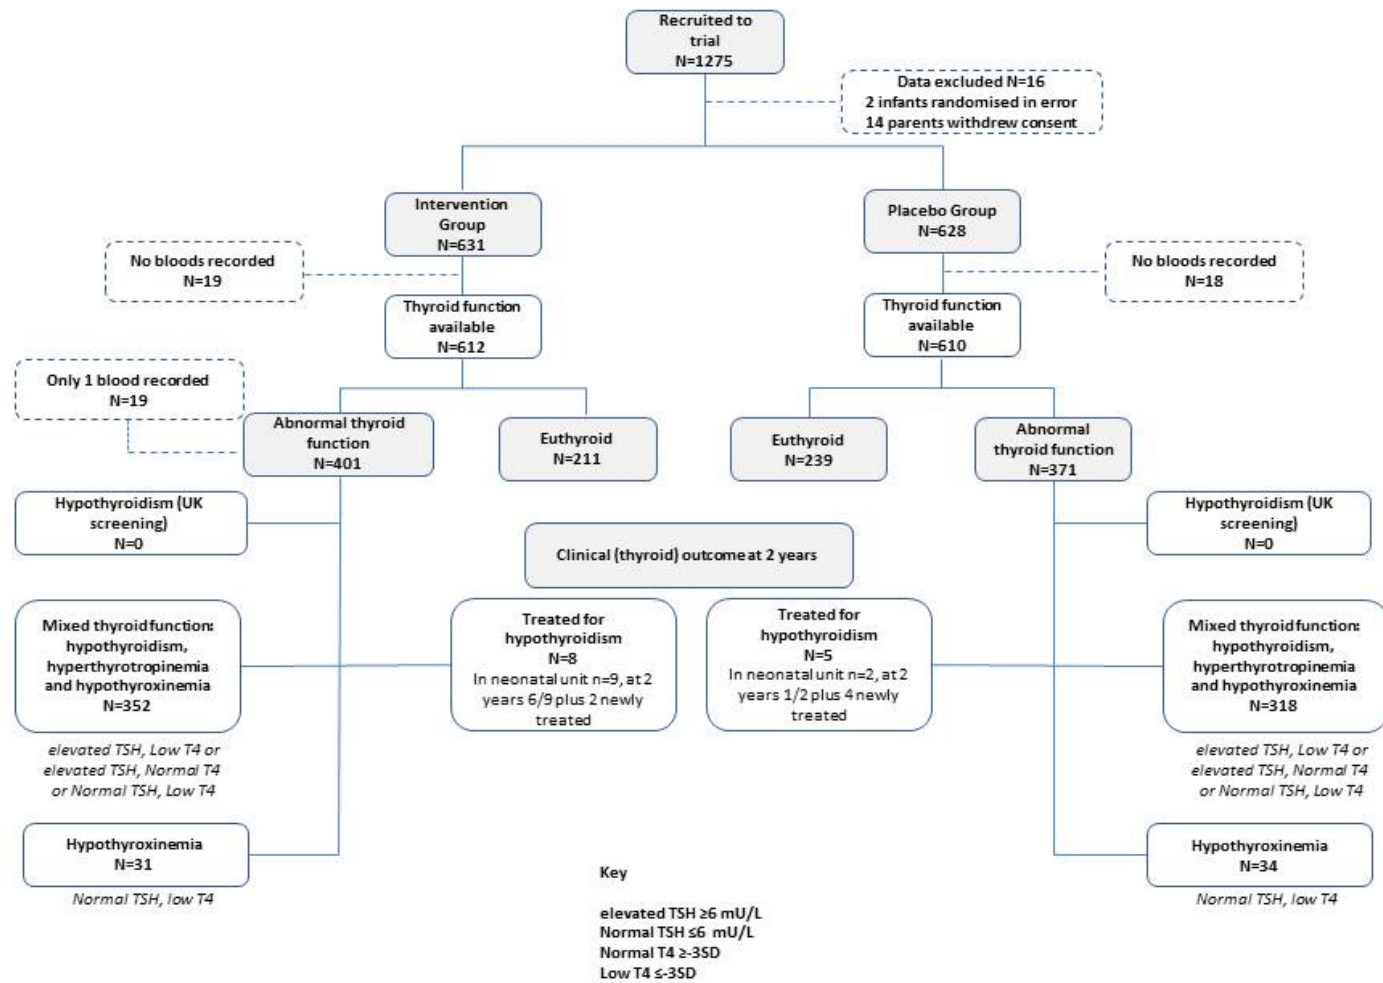 Recruited to
trial
N=1275
Data excluded N=16
2 infants randomised in error
14 parents withdrew consent
Intervention
Group
N=631
Placebo Group
N=628
No bloods recorded
N=19
No bloods recorded
N=18
Thyroid function
available
N=612
Thyroid function
available
N=610
Only 1 blood recorded
N=19
Abnormal thyroid
function
N=401
Euthyroid
N=211
Euthyroid
N=239
Abnormal
thyroid function
N=371
Hypothyroidism (UK
screening)
N=0
Hypothyroidism (UK
screening)
N=0
Clinical (thyroid) outcome at 2 years
Mixed thyroid function:
hypothyroidism,
hyperthyrotropinemia
and hypothyroxinemia
N=352
elevated TSH, Low T4 or
elevated TSH, Normal T4
or Normal TSH, Low T4
Treated for
hypothyroidism
N=8
In neonatal unit n=9, at 2
years 6/9 plus 2 newly
treated
Treated for
hypothyroidism
N=5
In neonatal unit n=2, at 2
years 1/2 plus 4 newly
treated
Mixed thyroid function:
hypothyroidism,
hyperthyrotropinemia
and hypothyroxinemia
N=318
elevated TSH, Low T4 or
elevated TSH, Normal T4
or Normal TSH, Low T4
Hypothyroxinemia
N=31
Normal TSH, low T4
Hypothyroxinemia
N=34
Normal TSH, low T4
Key
elevated TSH ≥6 mU/L
Normal TSH ≤6 mU/L
Normal T4 ≥-3SD
Low T4 ≤-3SD